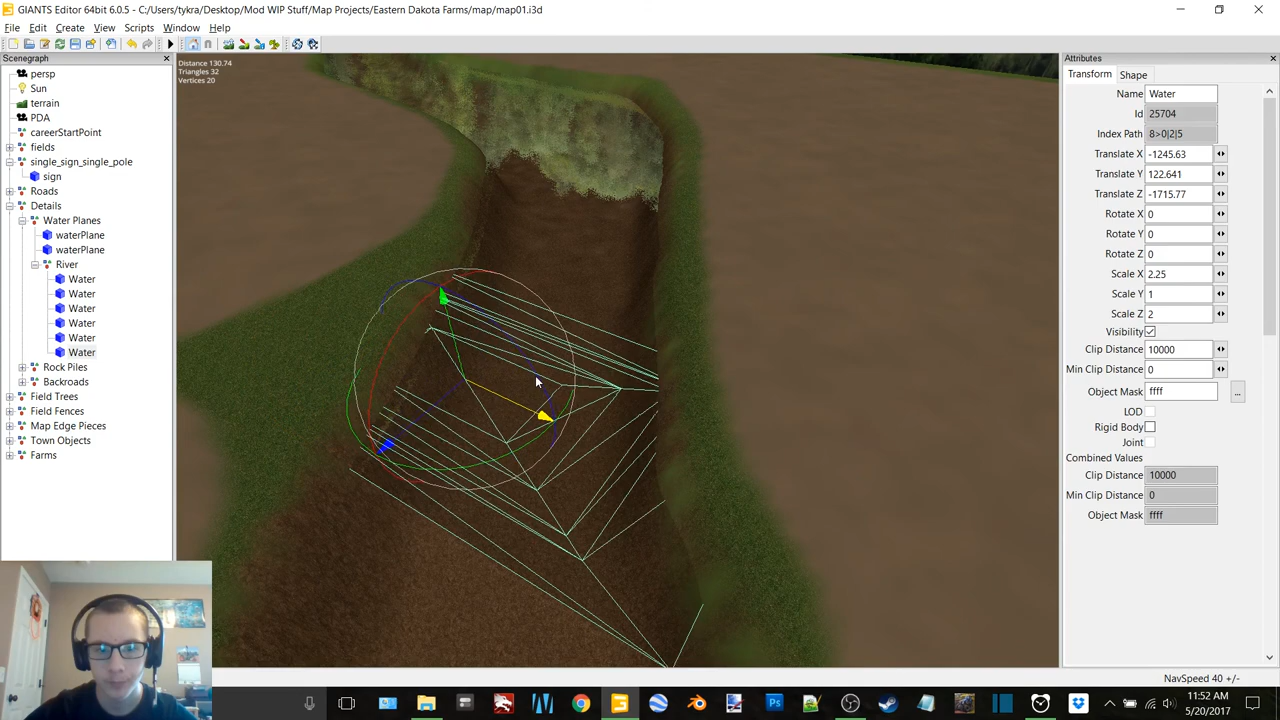 GIANTS Editor 64bit 6.0.5 - C:/Users/tykra/Desktop/Mod WIP Stuff/Map Projects/Eastern Dakota Farms/map/map01.i3d
File Edit Create View Scripts Window Help
Scenegraph
persp
Sun
terrain
PDA
careerStartPoint
fields
single_sign_single_pole
sign
Roads
Details
Water Planes
waterPlane
waterPlane
River
Water
Water
Water
Water
Water
Water
Rock Piles
Backroads
Field Trees
Field Fences
Map Edge Pieces
Town Objects
Farms
Distance 130.74
Triangles 32
Vertices 20
Attributes
Transform Shape
Name Water
Id 25704
Index Path 8>0|2|5
Translate X -1245.63
Translate Y 122.641
Translate Z -1715.77
Rotate X 0
Rotate Y 0
Rotate Z 0
Scale X 2.25
Scale Y 1
Scale Z 2
Visibility
Clip Distance 10000
Min Clip Distance 0
Object Mask ffff ...
LOD
Rigid Body
Joint
Combined Values
Clip Distance 10000
Min Clip Distance 0
Object Mask ffff
NavSpeed 40 +/-
Ps
11:52 AM
5/20/2017